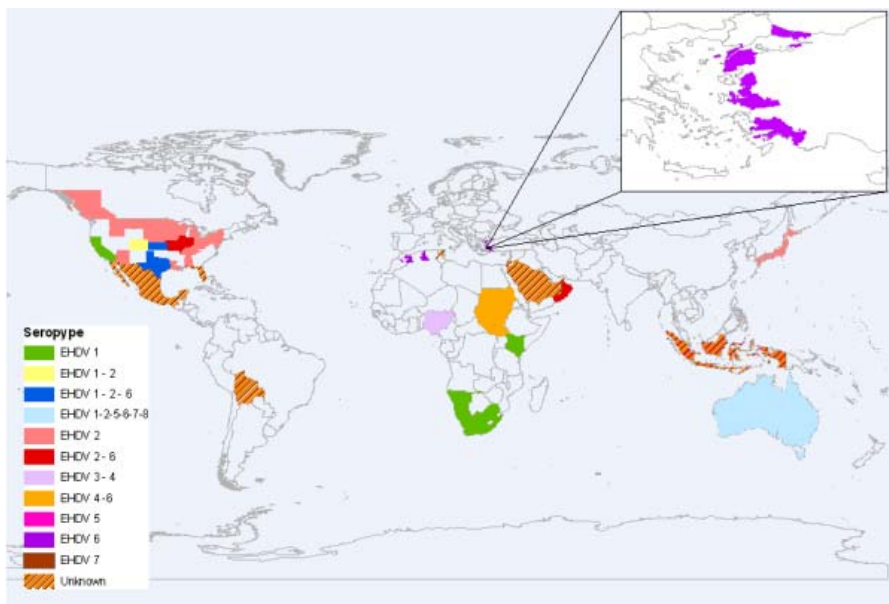 Seropype
EHDV 1
EHDV 1 - 2
EHDV 1 - 2 - 6
EHDV 1-2-5-6-7-8
EHDV 2
EHDV 2 - 6
EHDV 3 - 4
EHDV 4 -6
EHDV 5
EHDV 6
EHDV 7
Unknown